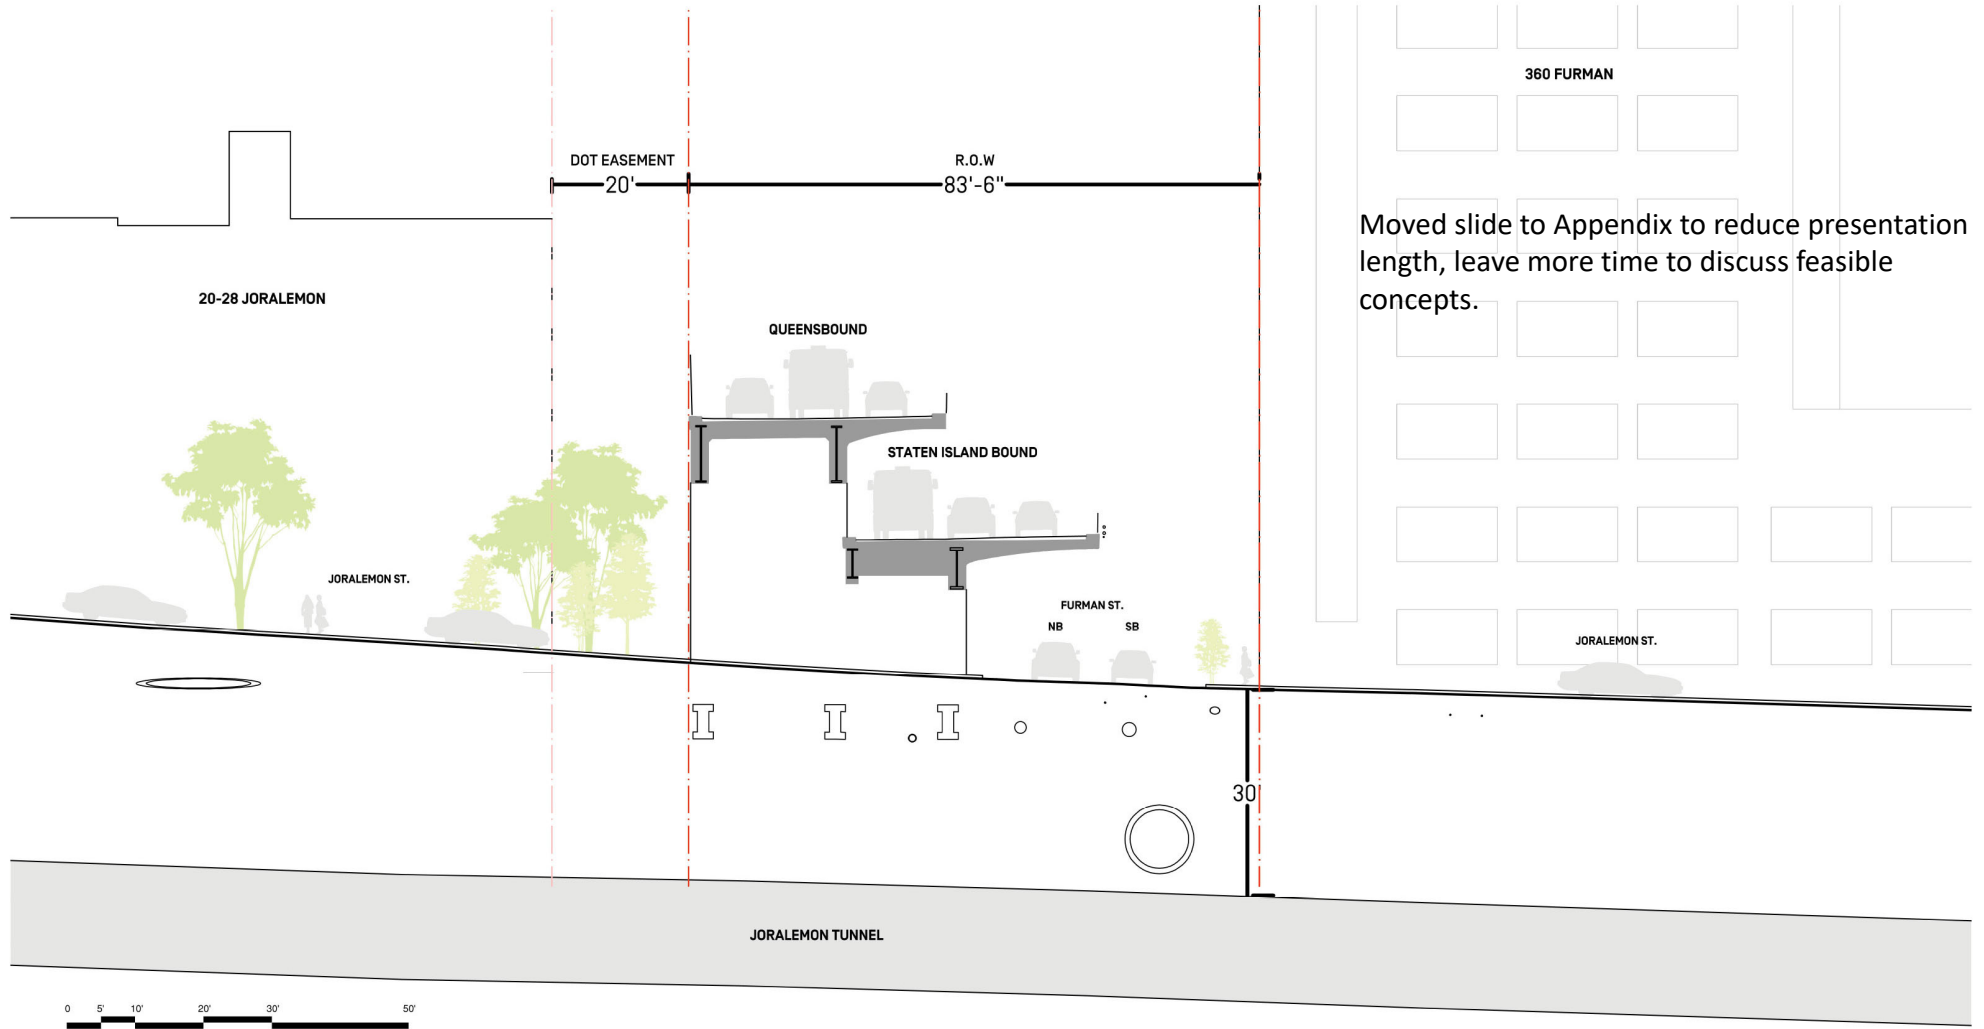 360 FURMAN
DOT EASEMENT
20'
R.O.W
83'-6"
Moved slide to Appendix to reduce presentation
length, leave more time to discuss feasible
concepts.
20-28 JORALEMON
QUEENSBOUND
STATEN ISLAND BOUND
JORALEMON ST.
FURMAN ST.
NB SB
JORALEMON ST.
30'
JORALEMON TUNNEL
0 5' 10' 20' 30' 50'